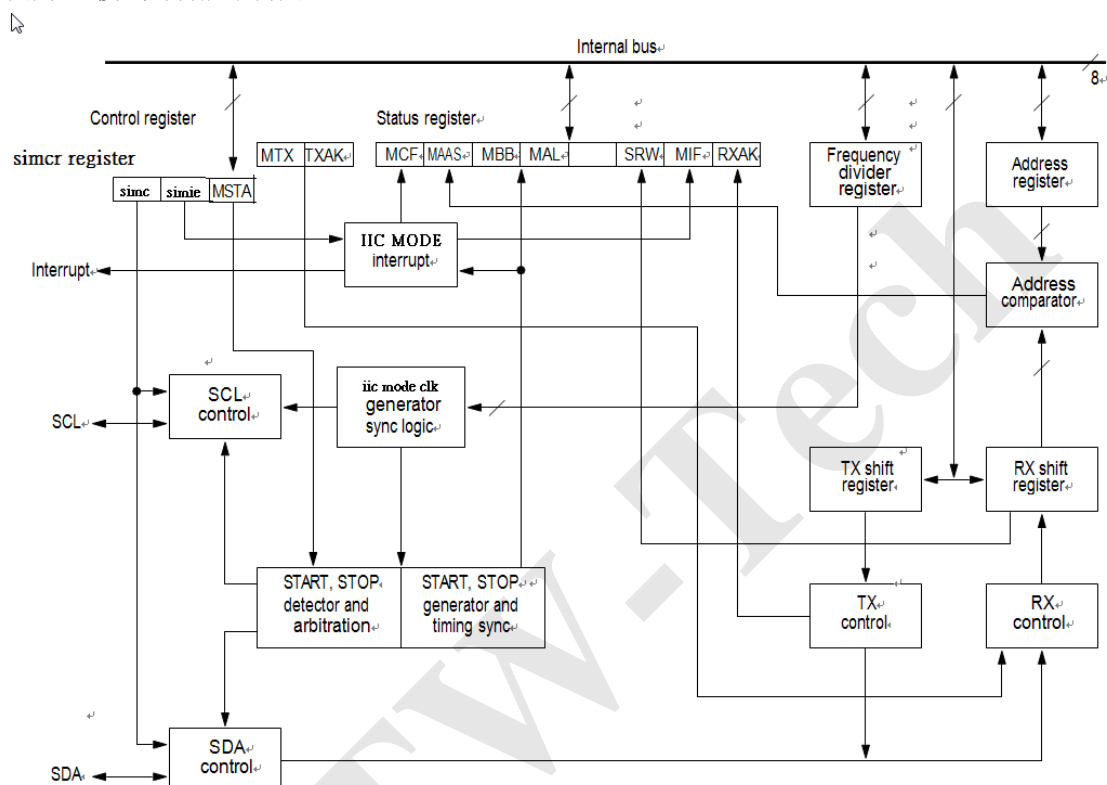 Internal bus
8
Control register
Status register
simcr register
MTX TXAK
MCF MAAS MBB MAL SRW MIF RXAK
Frequency
divider
register
Address
register
simc simie MSTA
IIC MODE
interrupt
Interrupt
Address
comparator
SCL
control
iic mode clk
generator
sync logic
SCL
TX shift
register
RX shift
register
START, STOP
detector and
arbitration
START, STOP
generator and
timing sync
TX
control
RX
control
SDA
control
SDA
TW-Tech